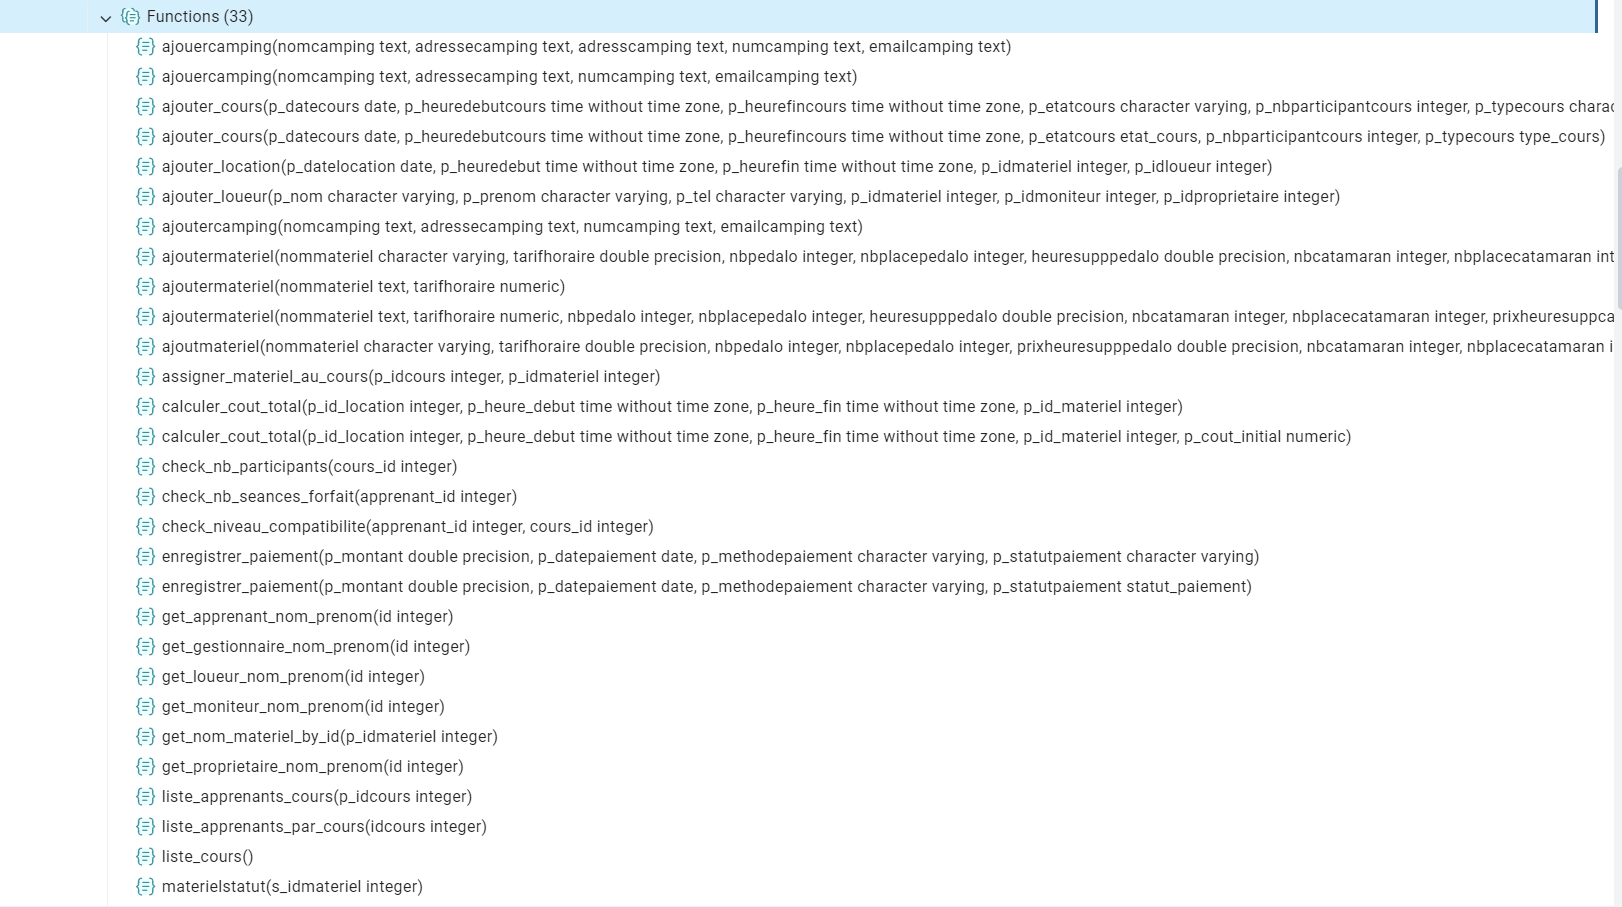 Functions (33)
ajouercamping(nomcamping text, adressecamping text, adresscamping text, numcamping text, emailcamping text)
ajouercamping(nomcamping text, adressecamping text, numcamping text, emailcamping text)
ajouter_cours(p_datecours date, p_heuredebutcours time without time zone, p_heurefincours time without time zone, p_etatcours character varying, p_nbparticipantcours integer, p_typecours charac
ajouter_cours(p_datecours date, p_heuredebutcours time without time zone, p_heurefincours time without time zone, p_etatcours etat_cours, p_nbparticipantcours integer, p_typecours type_cours)
ajouter_location(p_datelocation date, p_heuredebut time without time zone, p_heurefin time without time zone, p_idmateriel integer, p_idloueur integer)
ajouter_loueur(p_nom character varying, p_prenom character varying, p_tel character varying, p_idmateriel integer, p_idmoniteur integer, p_idproprietaire integer)
ajoutercamping(nomcamping text, adressecamping text, numcamping text, emailcamping text)
ajoutermateriel(nommateriel character varying, tarifhoraire double precision, nbpedalo integer, nbplacepedalo integer, heuresupppedalo double precision, nbcatamaran integer, nbplacecatamaran int
ajoutermateriel(nommateriel text, tarifhoraire numeric)
ajoutermateriel(nommateriel text, tarifhoraire numeric, nbpedalo integer, nbplacepedalo integer, heuresupppedalo double precision, nbcatamaran integer, nbplacecatamaran integer, prixheuresuppca
ajoutmateriel(nommateriel character varying, tarifhoraire double precision, nbpedalo integer, nbplacepedalo integer, prixheuresupppedalo double precision, nbcatamaran integer, nbplacecatamaran i
assigner_materiel_au_cours(p_idcours integer, p_idmateriel integer)
calculer_cout_total(p_id_location integer, p_heure_debut time without time zone, p_heure_fin time without time zone, p_id_materiel integer)
calculer_cout_total(p_id_location integer, p_heure_debut time without time zone, p_heure_fin time without time zone, p_id_materiel integer, p_cout_initial numeric)
check_nb_participants(cours_id integer)
check_nb_seances_forfait(apprenant_id integer)
check_niveau_compatibilite(apprenant_id integer, cours_id integer)
enregistrer_paiement(p_montant double precision, p_datepaiement date, p_methodepaiement character varying, p_statutpaiement character varying)
enregistrer_paiement(p_montant double precision, p_datepaiement date, p_methodepaiement character varying, p_statutpaiement statut_paiement)
get_apprenant_nom_prenom(id integer)
get_gestionnaire_nom_prenom(id integer)
get_loueur_nom_prenom(id integer)
get_moniteur_nom_prenom(id integer)
get_nom_materiel_by_id(p_idmateriel integer)
get_proprietaire_nom_prenom(id integer)
liste_apprenants_cours(p_idcours integer)
liste_apprenants_par_cours(idcours integer)
liste_cours()
materielstatut(s_idmateriel integer)